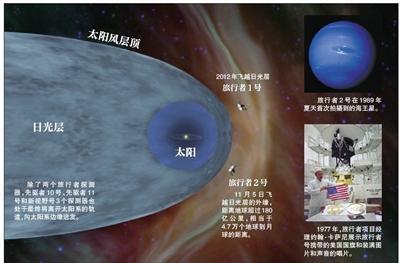 太阳风层顶
2012年飞越日光层
旅行者1号
日光层
太阳
旅行者2号
11月5日飞
越日光层的外缘,
距离地球超过180
亿公里,相当于
4.7万个地球到月
球的距离。
除了两个旅行者探测
器,先驱者10号、先驱者11
号和新视野号3个探测器也
处于最终将离开太阳系的轨
道,向太阳系边缘进发。
旅行者2号在1989年
夏天首次拍摄到的海王星。
1977年,旅行者项目经
理约翰·卡萨尼展示旅行者
号携带的美国国旗和装满图
片和声音的唱片。